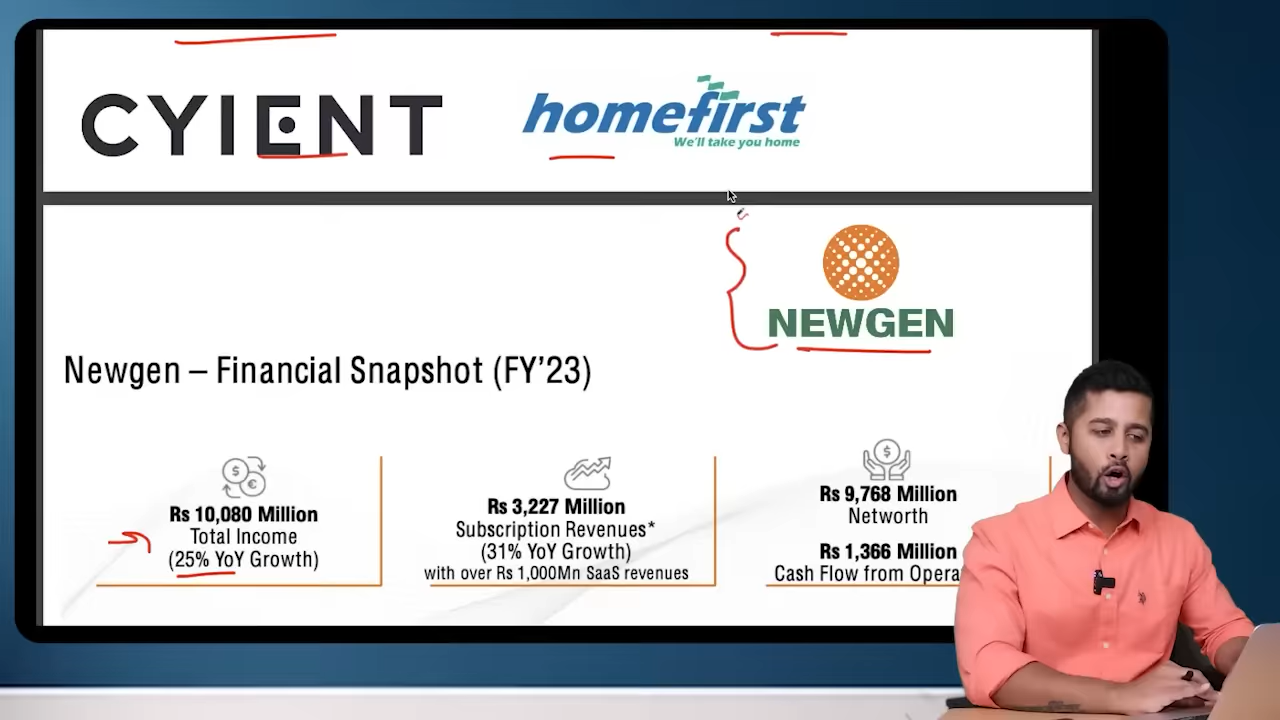 CYIENT
homefirst
We'll take you home
NEWGEN
Newgen – Financial Snapshot (FY'23)
Rs 10,080 Million
Total Income
(25% YoY Growth)
Rs 3,227 Million
Subscription Revenues*
(31% YoY Growth)
with over Rs 1,000Mn SaaS revenues
Rs 9,768 Million
Networth
Rs 1,366 Million
Cash Flow from Opera